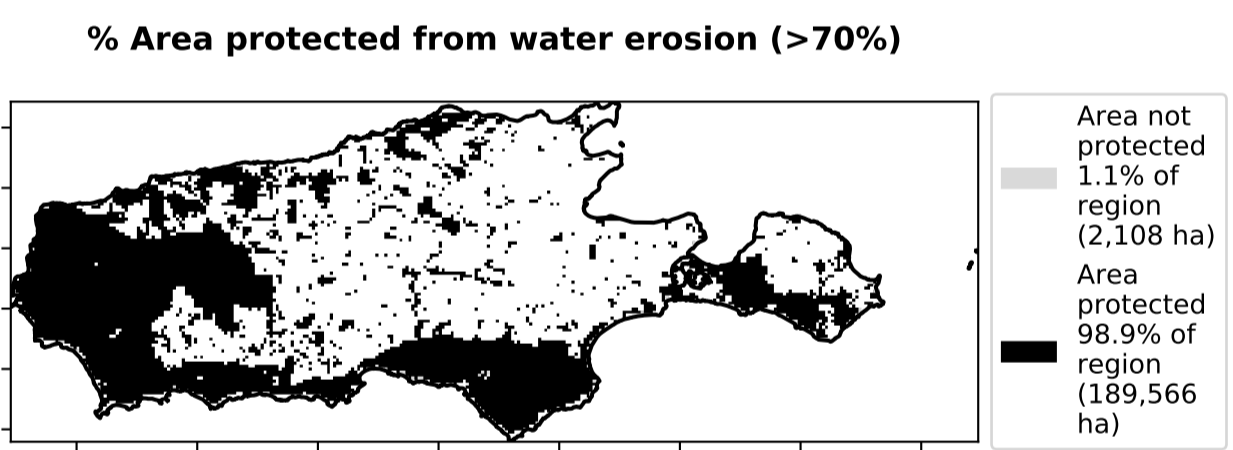 % Area protected from water erosion (>70%)
Area not
protected
1.1% of
region
(2,108 ha)
Area
protected
98.9% of
region
(189,566
ha)